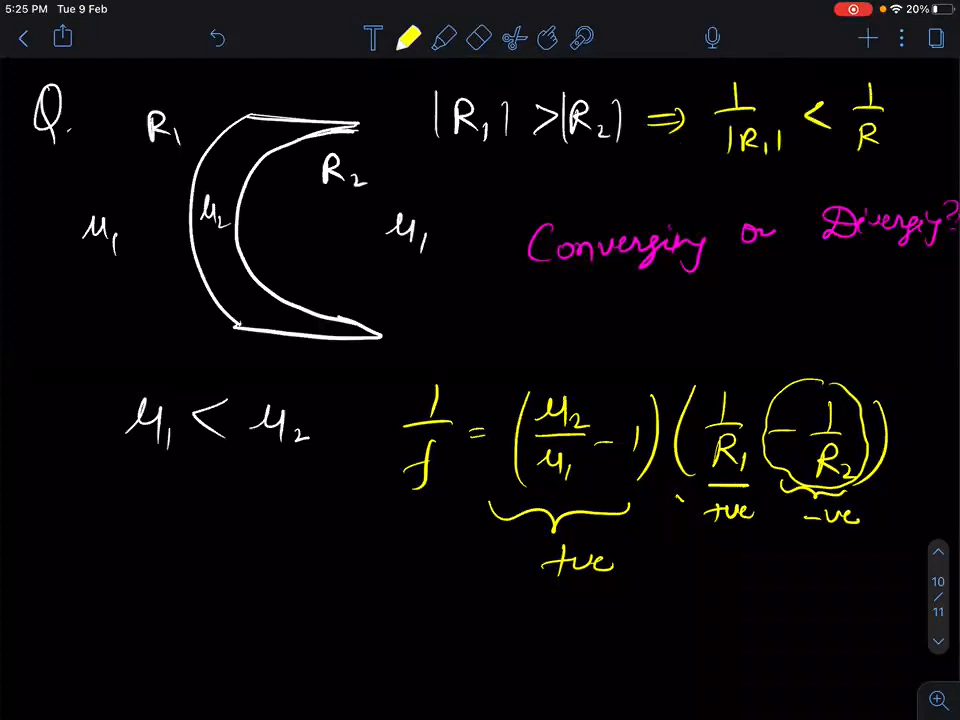 5:25 PM Tue 9 Feb
20%
Q.
R₁
|R₁| > |R₂| ⇒ 1/|R₁| < 1/R
R₂
μ₁ μ₂ μ₁
Converging or Diverging?
μ₁ < μ₂
1/f = (μ₂/μ₁ - 1) (1/R₁ - 1/R₂)
+ve -ve
+ve
10
/
11